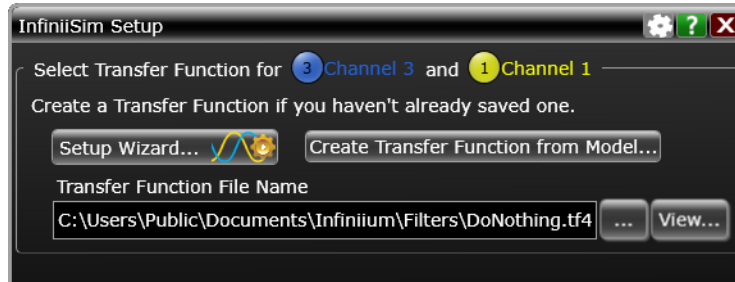 InfiniiSim Setup
?
X
Select Transfer Function for 3 Channel 3 and 1 Channel 1
Create a Transfer Function if you haven't already saved one.
Setup Wizard... Create Transfer Function from Model...
Transfer Function File Name
C:\Users\Public\Documents\Infiniium\Filters\DoNothing.tf4 ... View...